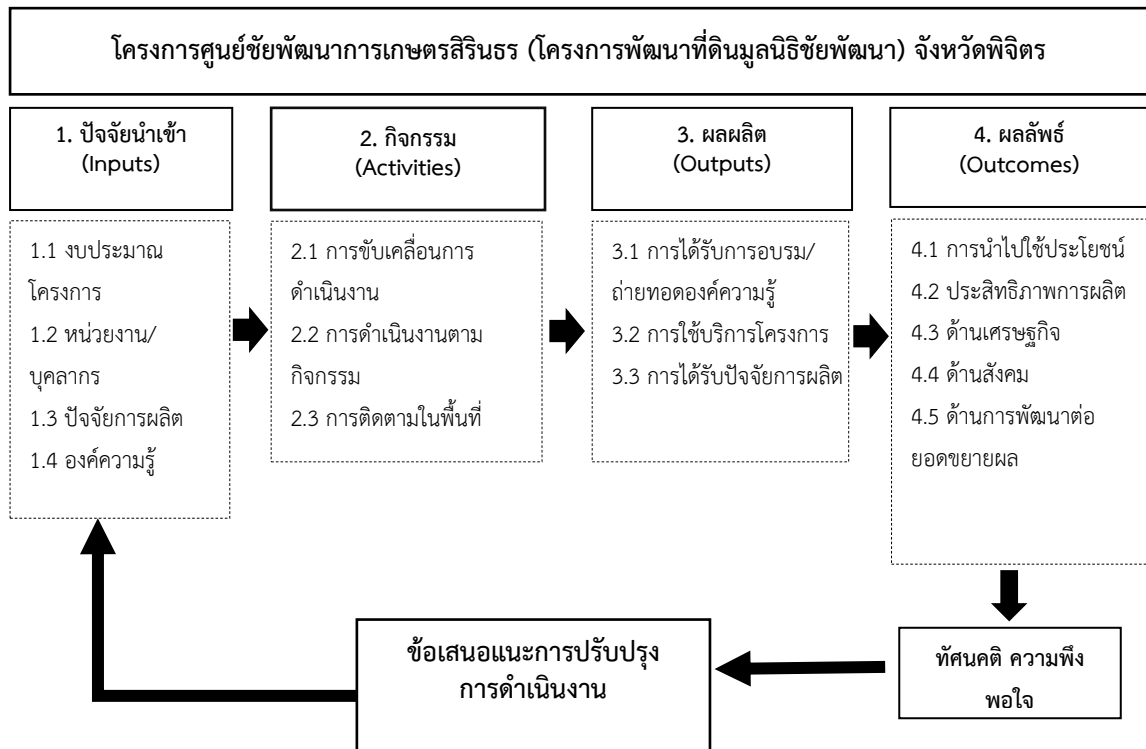 โครงการศูนย์ชัยพัฒนาการเกษตรสิรินธร (โครงการพัฒนาที่ดินมูลนิธิชัยพัฒนา) จังหวัดพิจิตร
1. ปัจจัยนำเข้า
(Inputs)
1.1 งบประมาณ
โครงการ
1.2 หน่วยงาน/
บุคลากร
1.3 ปัจจัยการผลิต
1.4 องค์ความรู้
2. กิจกรรม
(Activities)
2.1 การขับเคลื่อนการ
ดำเนินงาน
2.2 การดำเนินงานตาม
กิจกรรม
2.3 การติดตามในพื้นที่
3. ผลผลิต
(Outputs)
3.1 การได้รับการอบรม/
ถ่ายทอดองค์ความรู้
3.2 การใช้บริการโครงการ
3.3 การได้รับปัจจัยการผลิต
4. ผลลัพธ์
(Outcomes)
4.1 การนำไปใช้ประโยชน์
4.2 ประสิทธิภาพการผลิต
4.3 ด้านเศรษฐกิจ
4.4 ด้านสังคม
4.5 ด้านการพัฒนาต่อ
ยอดขยายผล
ทัศนคติ ความพึง
พอใจ
ข้อเสนอแนะการปรับปรุง
การดำเนินงาน